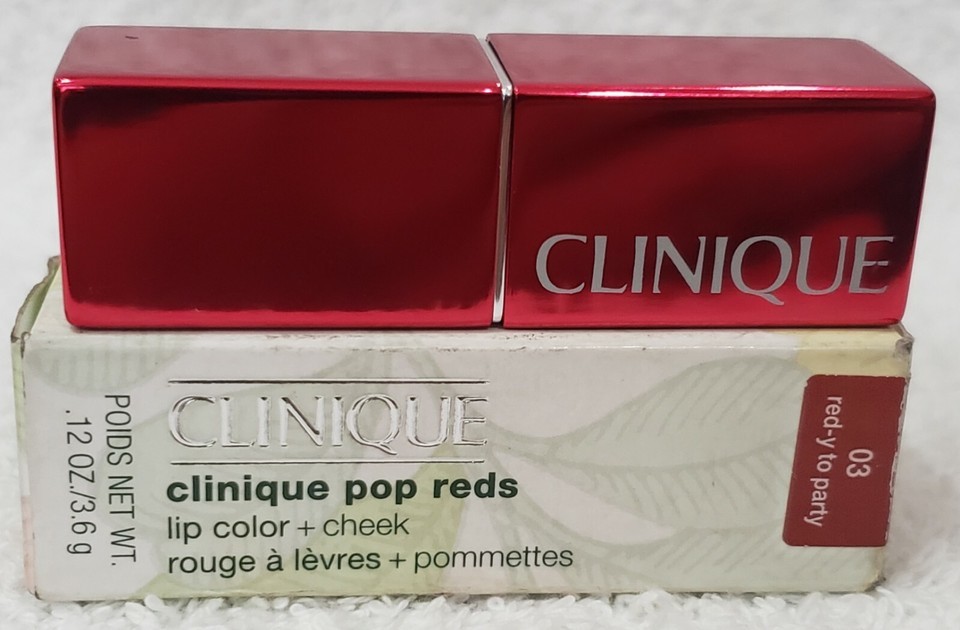 CLINIQUE
CLINIQUE
clinique pop reds
lip color + cheek
rouge à lèvres + pommettes
POIDS NET WT.
.12 OZ./3.6 g
03
red-y to party